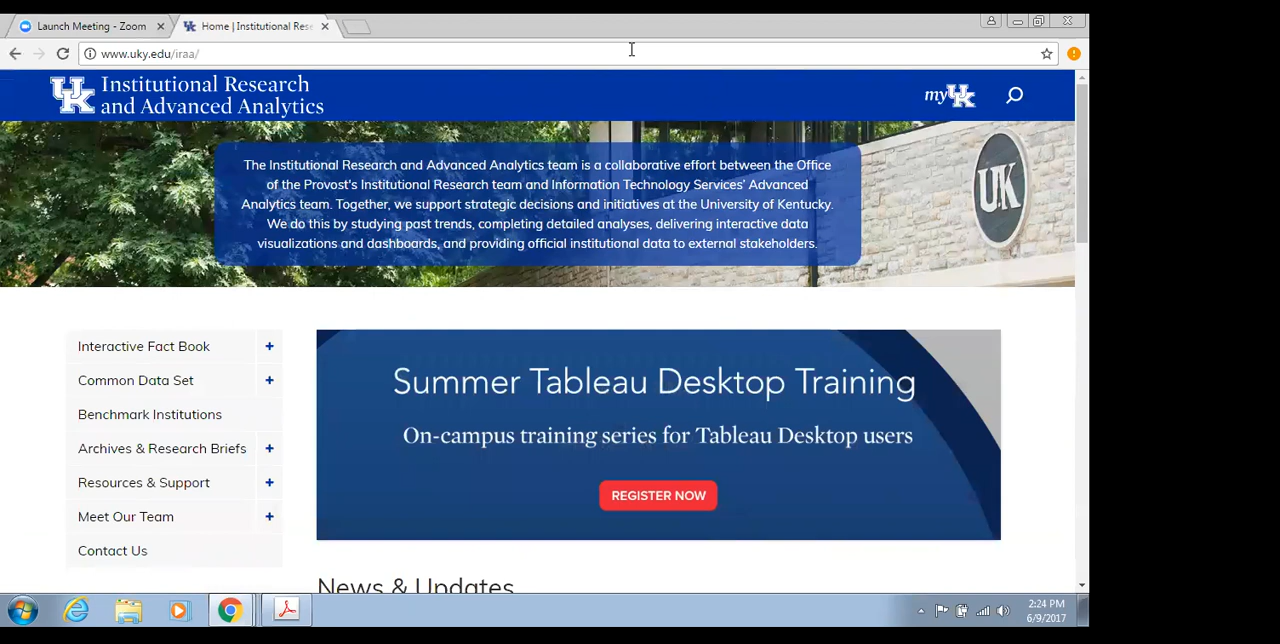 Launch Meeting - Zoom
Home | Institutional Rese
www.uky.edu/iraa/
UK Institutional Research
and Advanced Analytics
myUK
The Institutional Research and Advanced Analytics team is a collaborative effort between the Office
of the Provost's Institutional Research team and Information Technology Services' Advanced
Analytics team. Together, we support strategic decisions and initiatives at the University of Kentucky.
We do this by studying past trends, completing detailed analyses, delivering interactive data
visualizations and dashboards, and providing official institutional data to external stakeholders.
UK
Interactive Fact Book +
Common Data Set +
Benchmark Institutions
Archives & Research Briefs +
Resources & Support +
Meet Our Team +
Contact Us
Summer Tableau Desktop Training
On-campus training series for Tableau Desktop users
REGISTER NOW
News & Updates
2:24 PM
6/9/2017